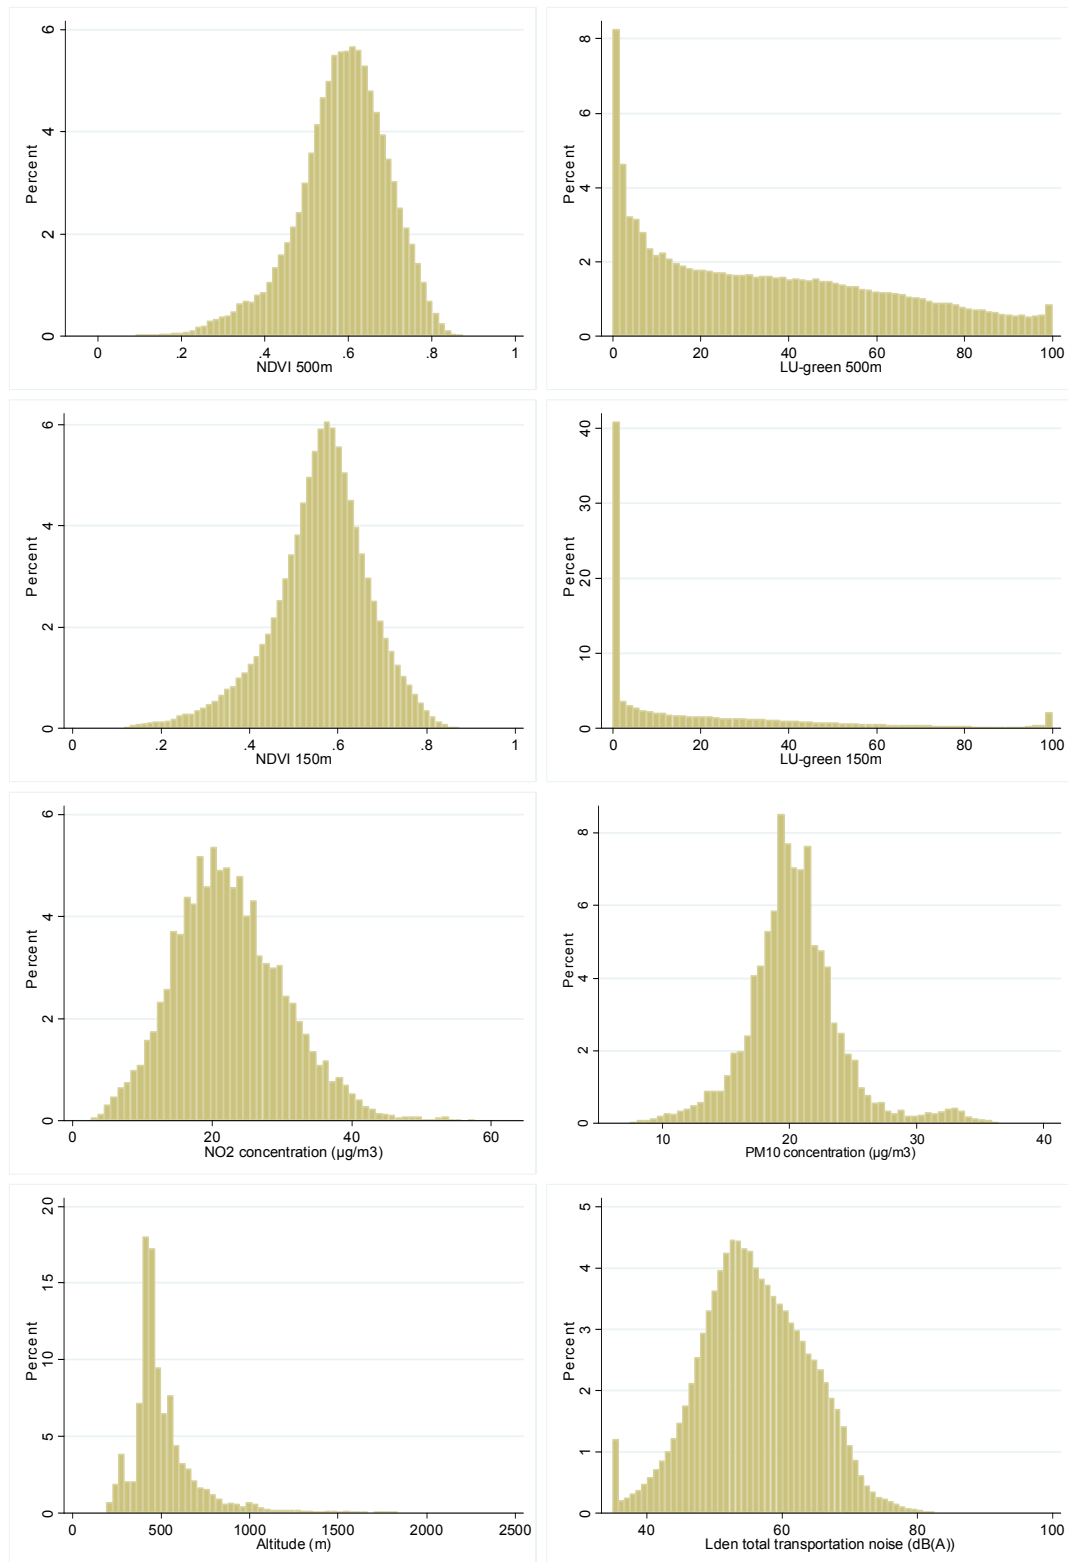 6
4
2
0
Percent
0 .2 .4 .6 .8 1
NDVI 500m
8
6
4
2
0
Percent
0 20 40 60 80 100
LU-green 500m
6
4
2
0
Percent
0 .2 .4 .6 .8 1
NDVI 150m
40
30
20
10
0
Percent
0 20 40 60 80 100
LU-green 150m
6
4
2
0
Percent
0 20 40 60
NO2 concentration (µg/m3)
8
6
4
2
0
Percent
10 20 30 40
PM10 concentration (µg/m3)
20
15
10
5
0
Percent
0 500 1000 1500 2000 2500
Altitude (m)
5
4
3
2
1
0
Percent
40 60 80 100
Lden total transportation noise (dB(A))